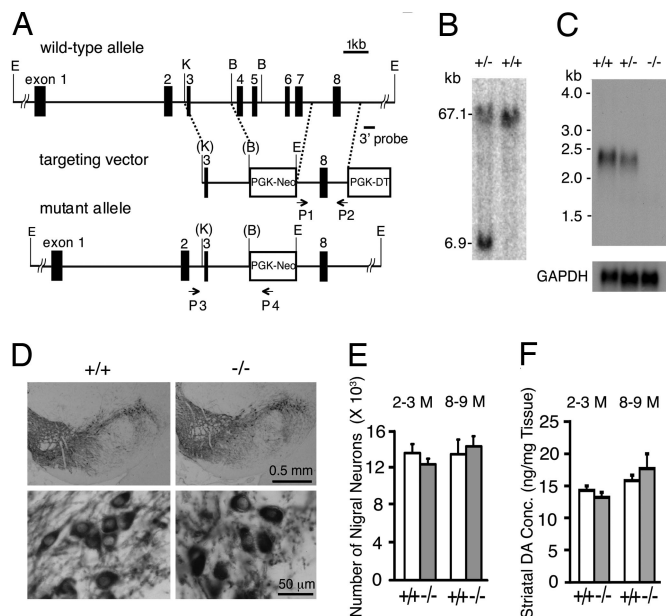 A
wild-type allele
1kb
E K B B E
exon 1 2 3 4 5 6 7 8
3' probe
targeting vector
(K) (B) E
3 PGK-Neo 8 PGK-DT
P1 P2
mutant allele
E (K) (B) E E
exon 1 2 3 PGK-Neo 8
P3 P4
B
+/- +/+
kb
67.1-
6.9-
C
+/+ +/- -/-
kb
4.0 -
3.0 -
2.5 -
2.0 -
1.5 -
GAPDH
D
+/+ -/-
0.5 mm
50 μm
E
Number of Nigral Neurons (X 10³)
2-3 M 8-9 M
16
12
8
4
0
+/+ -/- +/+ -/-
F
Striatal DA Conc. (ng/mg Tissue)
2-3 M 8-9 M
25
20
15
10
5
0
+/+ -/- +/+ -/-